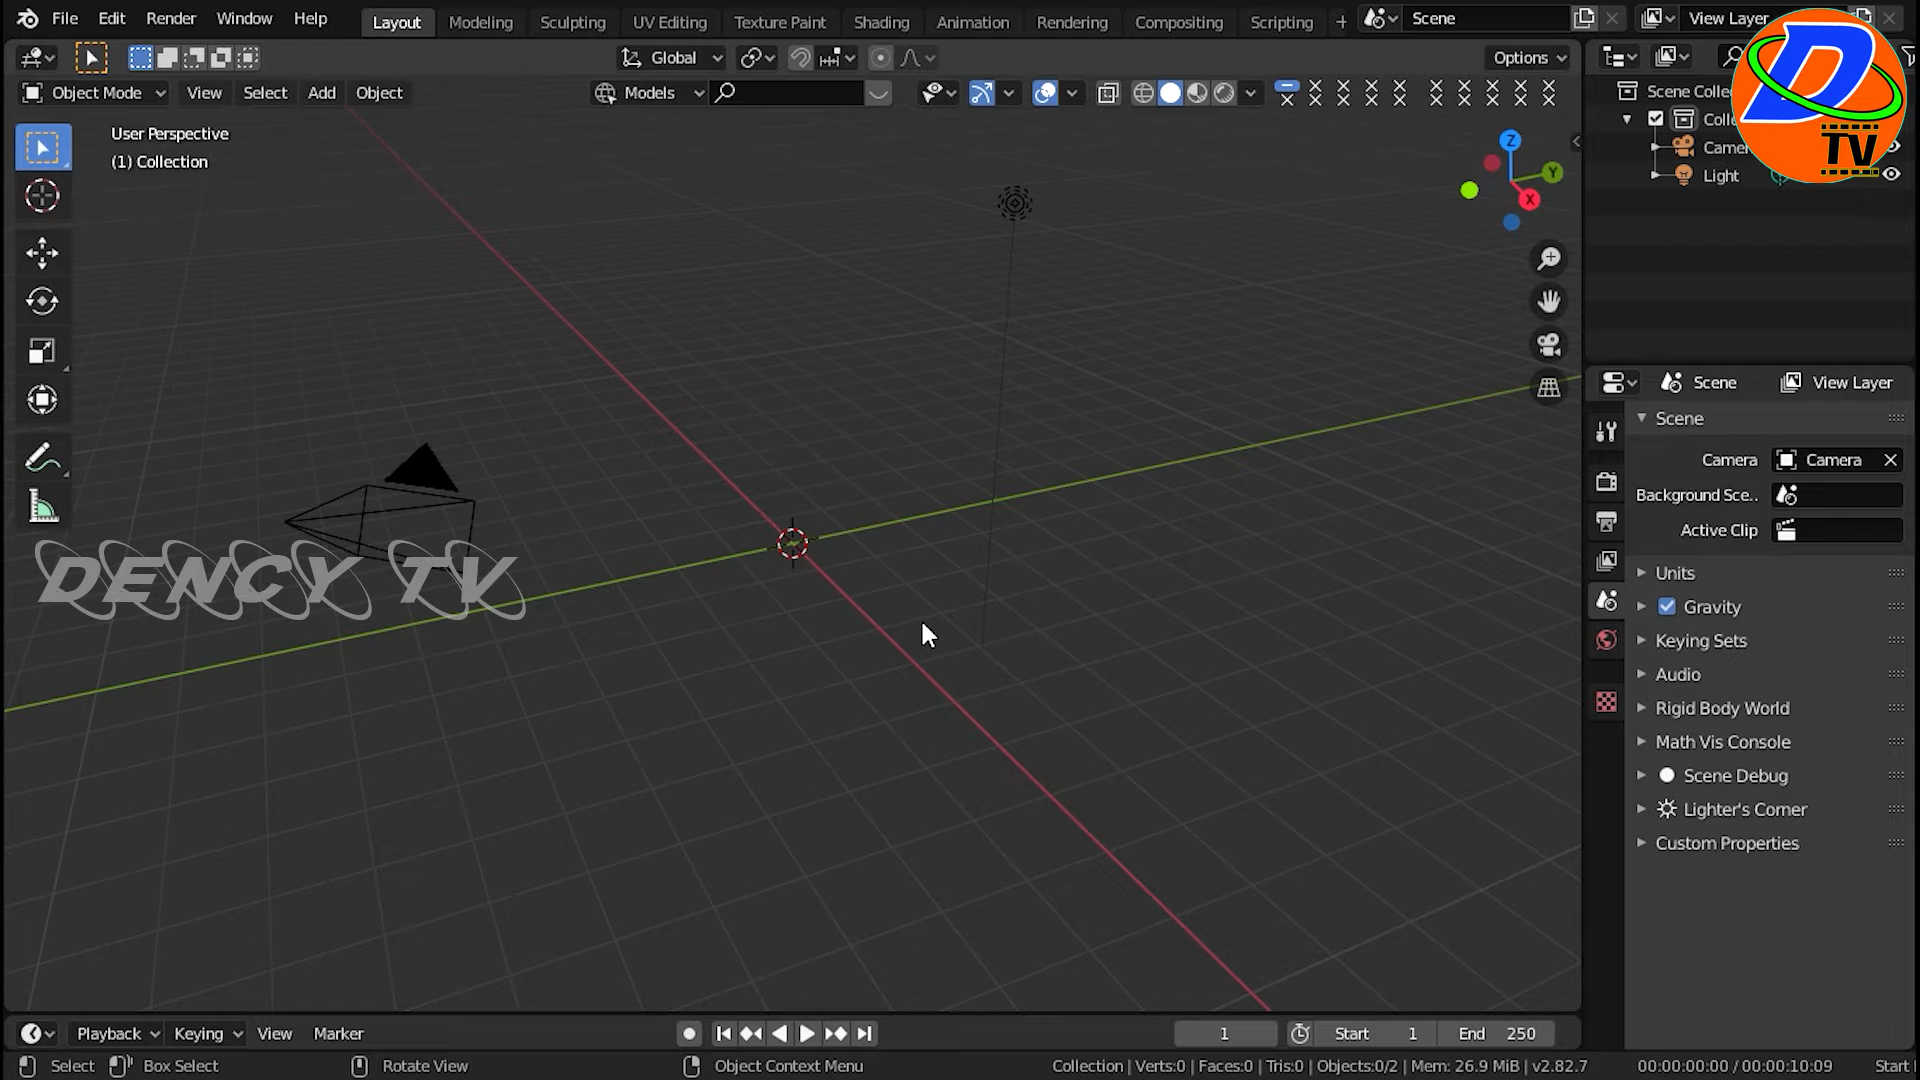 File Edit Render Window Help Layout Modeling Sculpting UV Editing Texture Paint Shading Animation Rendering Compositing Scripting + Scene View Layer
Global Options
Object Mode View Select Add Object Models
User Perspective
(1) Collection
Z
Y
X
Scene Colle
Colle
Came
Light
D
TV
Scene View Layer
Scene
Camera Camera
Background Sce..
Active Clip
Units
Gravity
Keying Sets
Audio
Rigid Body World
Math Vis Console
Scene Debug
Lighter's Corner
Custom Properties
DENCY TV
Playback Keying View Marker 1 Start 1 End 250
Select Box Select Rotate View Object Context Menu Collection | Verts:0 | Faces:0 | Tris:0 | Objects:0/2 | Mem: 26.9 MiB | v2.82.7 00:00:00:00 / 00:00:10:09 Start